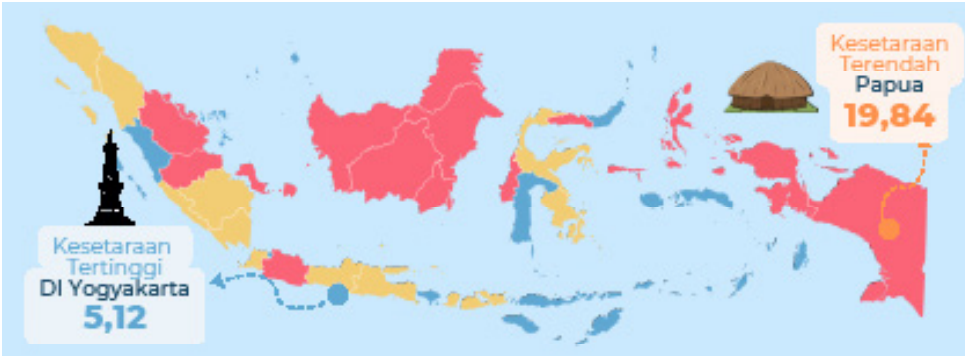 Kesetaraan
Terendah
Papua
19,84
Kesetaraan
Tertinggi
DI Yogyakarta
5,12